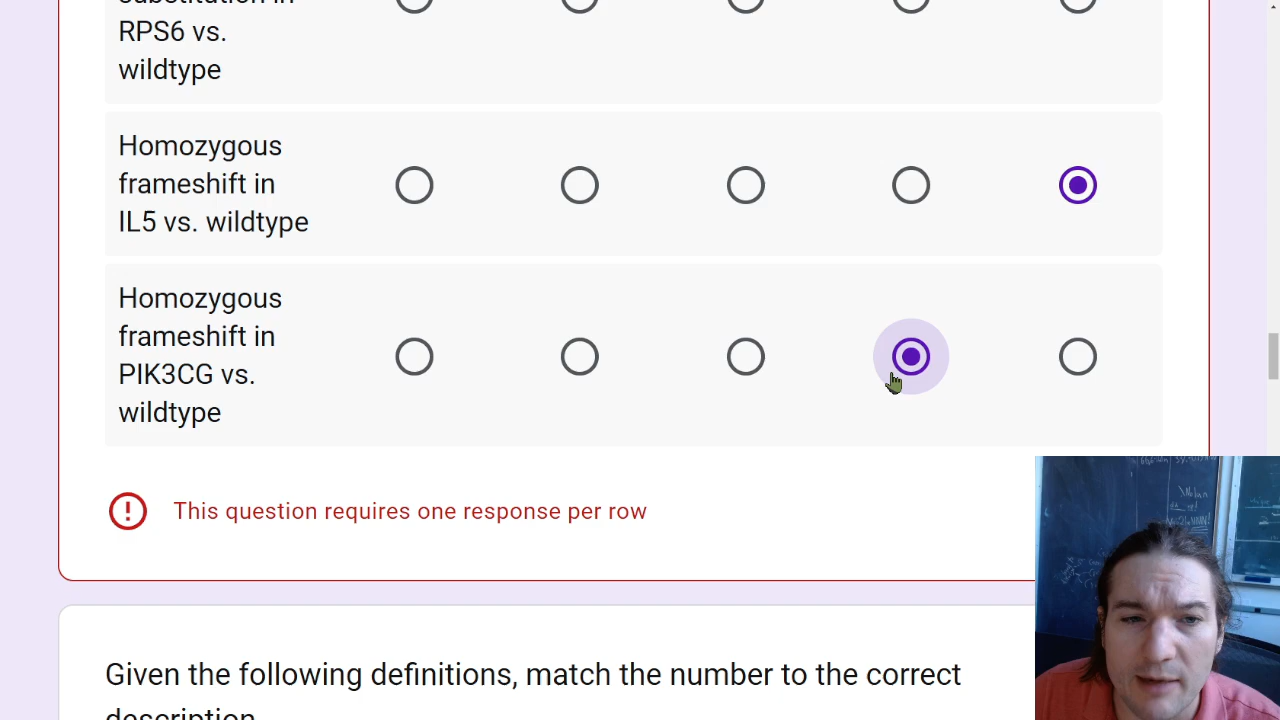 RPS6 vs.
wildtype
Homozygous
frameshift in
IL5 vs. wildtype
Homozygous
frameshift in
PIK3CG vs.
wildtype
This question requires one response per row
Given the following definitions, match the number to the correct
description